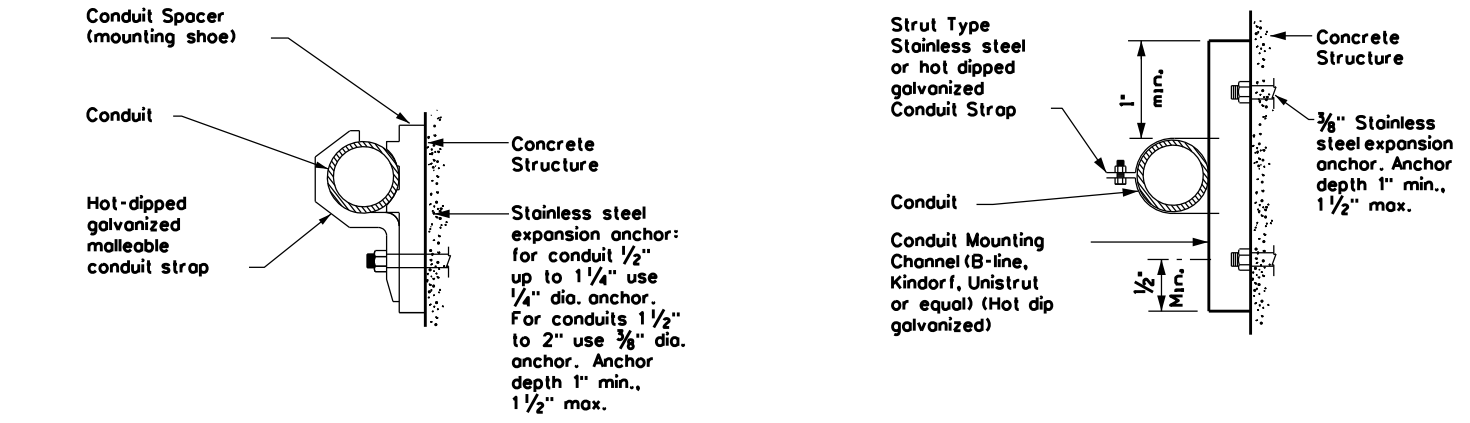 Conduit Spacer
(mounting shoe)
Conduit
Hot-dipped
galvanized
malleable
conduit strap
Concrete
Structure
Stainless steel
expansion anchor:
for conduit 1/2"
up to 1 1/4" use
1/4" dia. anchor.
For conduits 1 1/2"
to 2" use 3/8" dia.
anchor. Anchor
depth 1" min.,
1 1/2" max.
Strut Type
Stainless steel
or hot dipped
galvanized
Conduit Strap
1"
min.
Concrete
Structure
3/8" Stainless
steel expansion
anchor. Anchor
depth 1" min.,
1 1/2" max.
Conduit
Conduit Mounting
Channel (B-line,
Kindorf, Unistrut
or equal) (Hot dip
galvanized)
1/2"
Min.